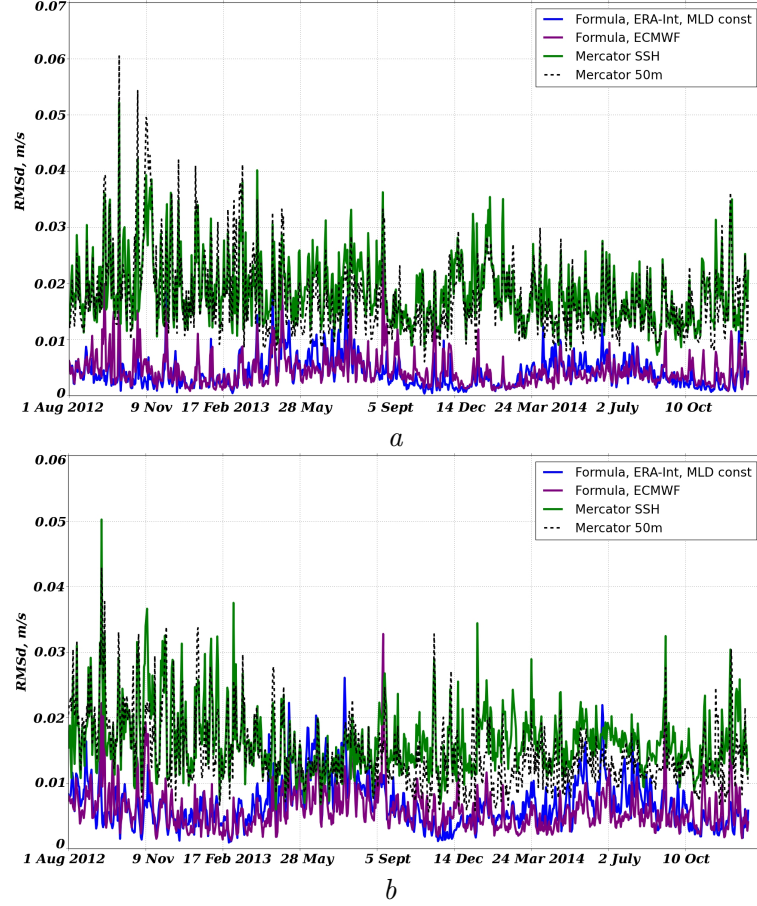 0.07
Formula, ERA-Int, MLD const
Formula, ECMWF
Mercator SSH
Mercator 50m
0.06
0.05
0.04
0.03
0.02
0.01
0
RMSd, m/s
1 Aug 2012 9 Nov 17 Feb 2013 28 May 5 Sept 14 Dec 24 Mar 2014 2 July 10 Oct
a
0.06
Formula, ERA-Int, MLD const
Formula, ECMWF
Mercator SSH
Mercator 50m
0.05
0.04
0.03
0.02
0.01
0
RMSd, m/s
1 Aug 2012 9 Nov 17 Feb 2013 28 May 5 Sept 14 Dec 24 Mar 2014 2 July 10 Oct
b